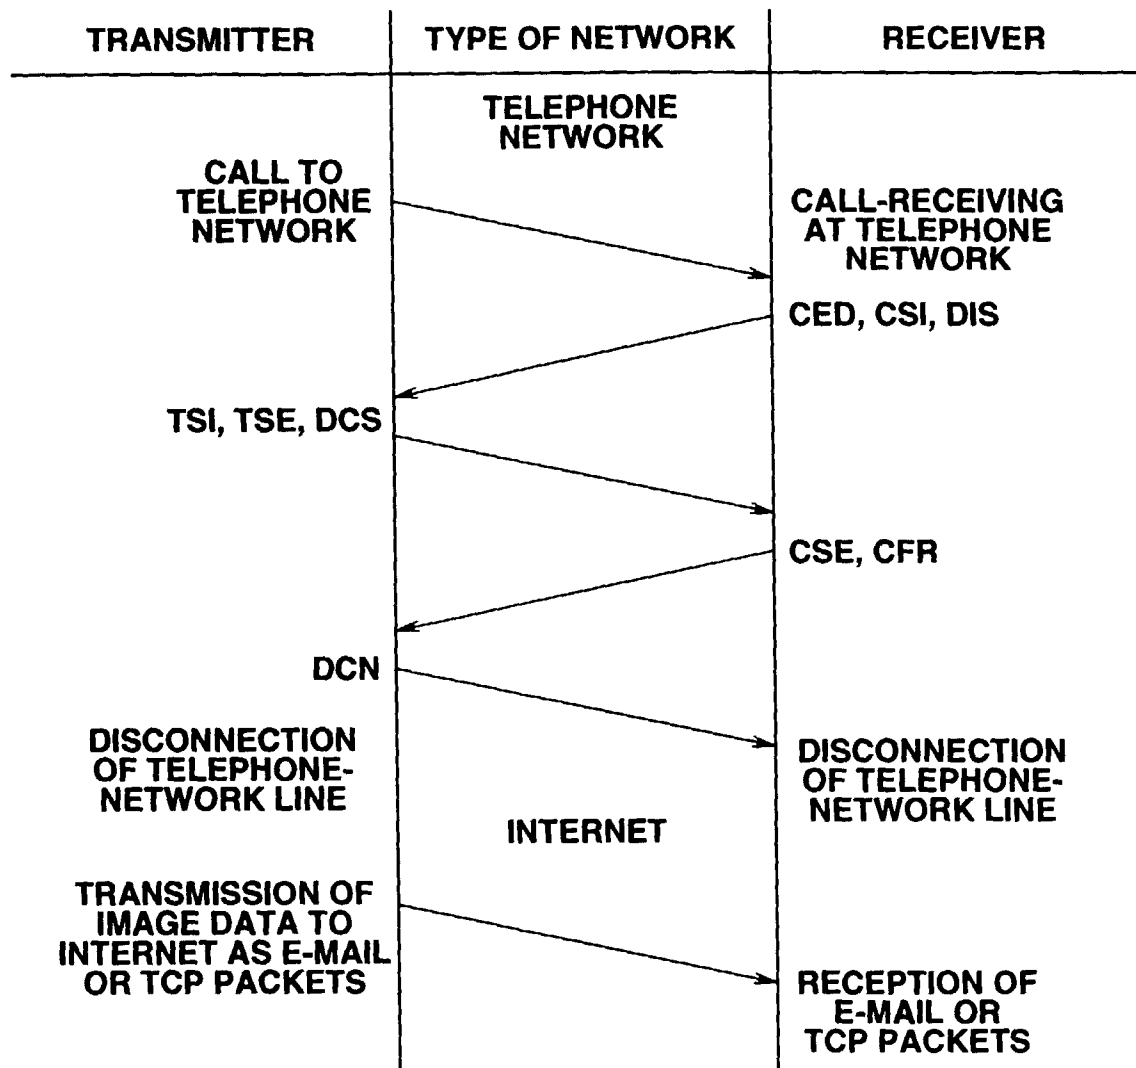 TRANSMITTER
TYPE OF NETWORK
RECEIVER
TELEPHONE
NETWORK
CALL TO
TELEPHONE
NETWORK
CALL-RECEIVING
AT TELEPHONE
NETWORK
CED, CSI, DIS
TSI, TSE, DCS
CSE, CFR
DCN
DISCONNECTION
OF TELEPHONE-
NETWORK LINE
DISCONNECTION
OF TELEPHONE-
NETWORK LINE
INTERNET
TRANSMISSION OF
IMAGE DATA TO
INTERNET AS E-MAIL
OR TCP PACKETS
RECEPTION OF
E-MAIL OR
TCP PACKETS